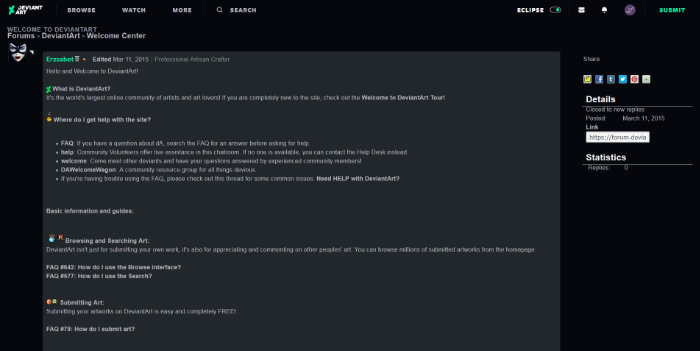 DEVIANT ART BROWSE WATCH MORE SEARCH ECLIPSE SUBMIT
WELCOME TO DEVIANTART
Forums › DeviantArt › Welcome Center
Erzsabet Edited Mar 11, 2015 Professional Artisan Crafter
Hello and Welcome to DeviantArt!
What is DeviantArt?
It's the world's largest online community of artists and art lovers! If you are completely new to the site, check out the Welcome to DeviantArt Tour!
Where do I get help with the site?
FAQ: If you have a question about dA, search the FAQ for an answer before asking for help.
help: Community Volunteers offer live assistance in this chatroom. If no one is available, you can contact the Help Desk instead.
welcome: Come meet other deviants and have your questions answered by experienced community members!
DAWelcomeWagon: A community resource group for all things devious.
If you're having trouble using the FAQ, please check out this thread for some common issues: Need HELP with DeviantArt?
Basic information and guides:
Browsing and Searching Art:
DeviantArt isn't just for submitting your own work, it's also for appreciating and commenting on other peoples' art. You can browse millions of submitted artworks from the homepage.
FAQ #642: How do I use the Browse interface?
FAQ #677: How do I use the Search?
Submitting Art:
Submitting your artworks on DeviantArt is easy and completely FREE!
FAQ #79: How do I submit art?
Share
Details
Closed to new replies
Posted March 11, 2015
Link
https://forum.devia
Statistics
Replies: 0